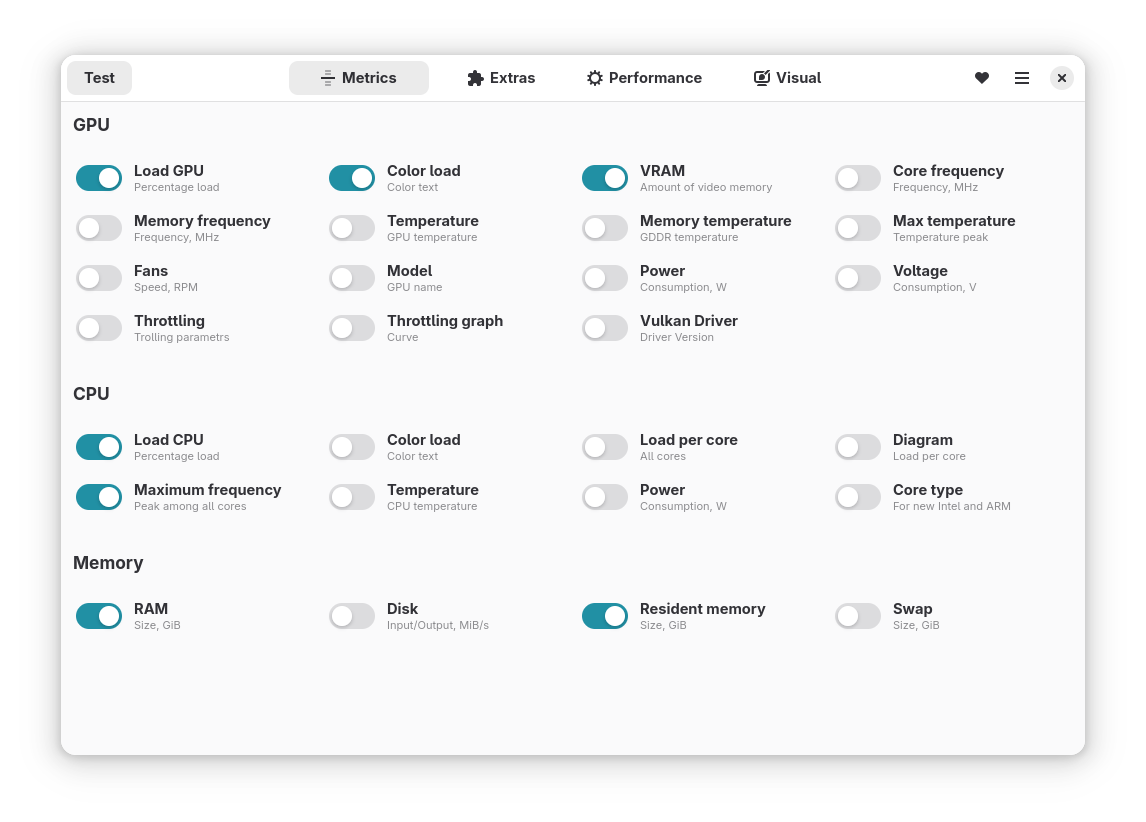 Test
Metrics
Extras
Performance
Visual
GPU
Load GPU
Percentage load
Color load
Color text
VRAM
Amount of video memory
Core frequency
Frequency, MHz
Memory frequency
Frequency, MHz
Temperature
GPU temperature
Memory temperature
GDDR temperature
Max temperature
Temperature peak
Fans
Speed, RPM
Model
GPU name
Power
Consumption, W
Voltage
Consumption, V
Throttling
Trolling parametrs
Throttling graph
Curve
Vulkan Driver
Driver Version
CPU
Load CPU
Percentage load
Color load
Color text
Load per core
All cores
Diagram
Load per core
Maximum frequency
Peak among all cores
Temperature
CPU temperature
Power
Consumption, W
Core type
For new Intel and ARM
Memory
RAM
Size, GiB
Disk
Input/Output, MiB/s
Resident memory
Size, GiB
Swap
Size, GiB